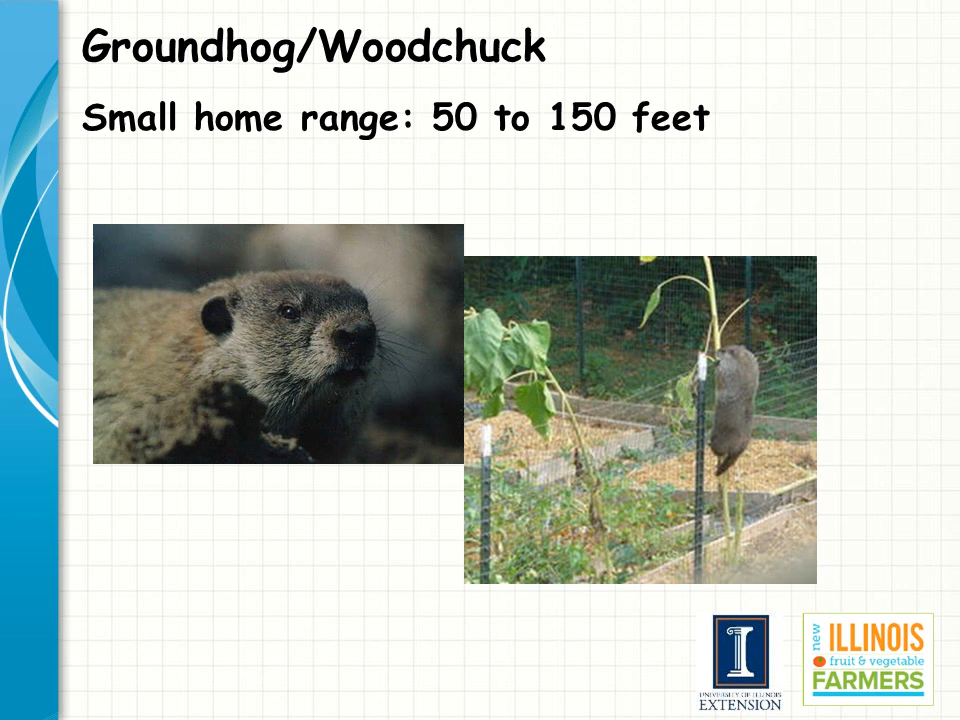 Groundhog/Woodchuck
Small home range: 50 to 150 feet
I
UNIVERSITY OF ILLINOIS
EXTENSION
new
ILLINOIS
fruit & vegetable
FARMERS